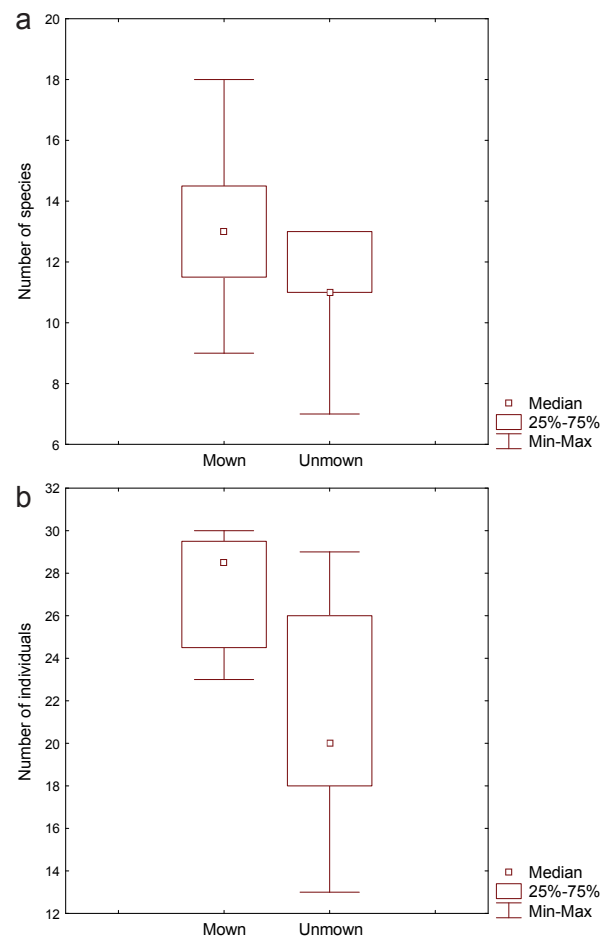 a
20
18
16
14
12
10
8
6
Number of species
Mown Unmown
Median
25%-75%
Min-Max
b
32
30
28
26
24
22
20
18
16
14
12
Number of individuals
Mown Unmown
Median
25%-75%
Min-Max